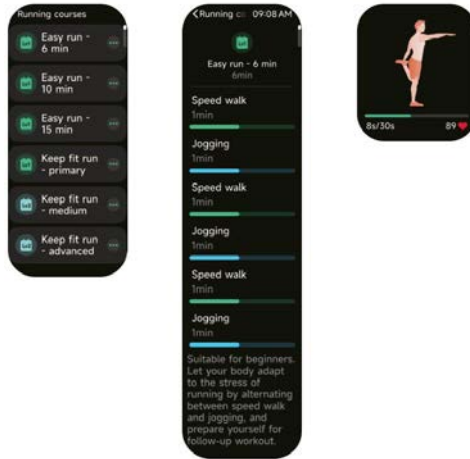 Running courses
Easy run -
6 min
Easy run -
10 min
Easy run -
15 min
Keep fit run
- primary
Keep fit run
- medium
Keep fit run
- advanced
Running c
09:08 AM
Easy run - 6 min
6min
Speed walk
1min
Jogging
1min
Speed walk
1min
Jogging
1min
Speed walk
1min
Jogging
1min
Suitable for beginners.
Let your body adapt
to the stress of
running by alternating
between speed walk
and jogging, and
prepare yourself for
follow-up workout.
8s/30s
89